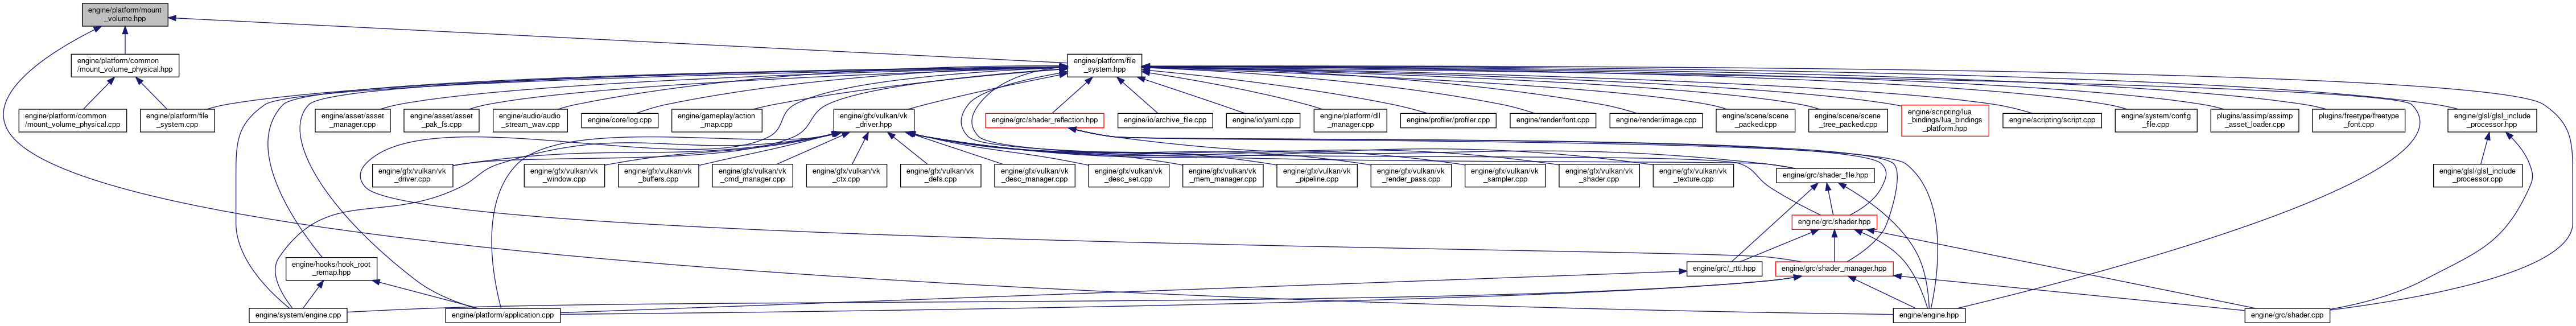 engine/platform/mount
_volume.hpp
engine/platform/common
/mount_volume_physical.hpp
engine/platform/file
_system.hpp
engine/platform/common
/mount_volume_physical.cpp
engine/platform/file
_system.cpp
engine/asset/asset
_manager.cpp
engine/asset/asset
_pak_fs.cpp
engine/audio/audio
_stream_wav.cpp
engine/core/log.cpp
engine/gameplay/action
_map.cpp
engine/gfx/vulkan/vk
_driver.hpp
engine/grc/shader_reflection.hpp
engine/io/archive_file.cpp
engine/io/yaml.cpp
engine/platform/dll
_manager.cpp
engine/profiler/profiler.cpp
engine/render/font.cpp
engine/render/image.cpp
engine/scene/scene
_packed.cpp
engine/scene/scene
_tree_packed.cpp
engine/scripting/lua
_bindings/lua_bindings
_platform.hpp
engine/scripting/script.cpp
engine/system/config
_file.cpp
plugins/assimp/assimp
_asset_loader.cpp
plugins/freetype/freetype
_font.cpp
engine/glsl/glsl_include
_processor.hpp
engine/gfx/vulkan/vk
_driver.cpp
engine/gfx/vulkan/vk
_window.cpp
engine/gfx/vulkan/vk
_buffers.cpp
engine/gfx/vulkan/vk
_cmd_manager.cpp
engine/gfx/vulkan/vk
_ctx.cpp
engine/gfx/vulkan/vk
_defs.cpp
engine/gfx/vulkan/vk
_desc_manager.cpp
engine/gfx/vulkan/vk
_desc_set.cpp
engine/gfx/vulkan/vk
_mem_manager.cpp
engine/gfx/vulkan/vk
_pipeline.cpp
engine/gfx/vulkan/vk
_render_pass.cpp
engine/gfx/vulkan/vk
_sampler.cpp
engine/gfx/vulkan/vk
_shader.cpp
engine/gfx/vulkan/vk
_texture.cpp
engine/grc/shader_file.hpp
engine/glsl/glsl_include
_processor.cpp
engine/grc/shader.hpp
engine/hooks/hook_root
_remap.hpp
engine/grc/_rtti.hpp
engine/grc/shader_manager.hpp
engine/system/engine.cpp
engine/platform/application.cpp
engine/engine.hpp
engine/grc/shader.cpp